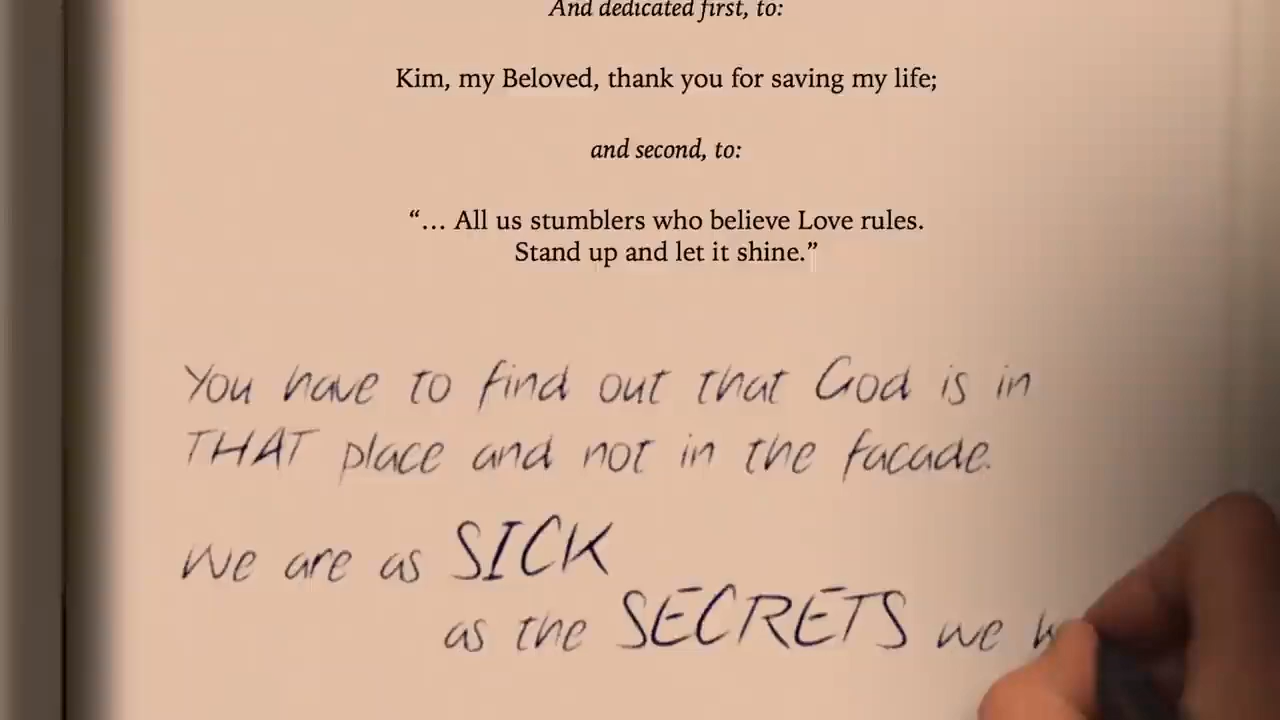 And dedicated first, to:
Kim, my Beloved, thank you for saving my life;
and second, to:
“… All us stumblers who believe Love rules.
Stand up and let it shine.”
You have to find out that God is in
THAT place and not in the facade.
We are as SICK
as the SECRETS we